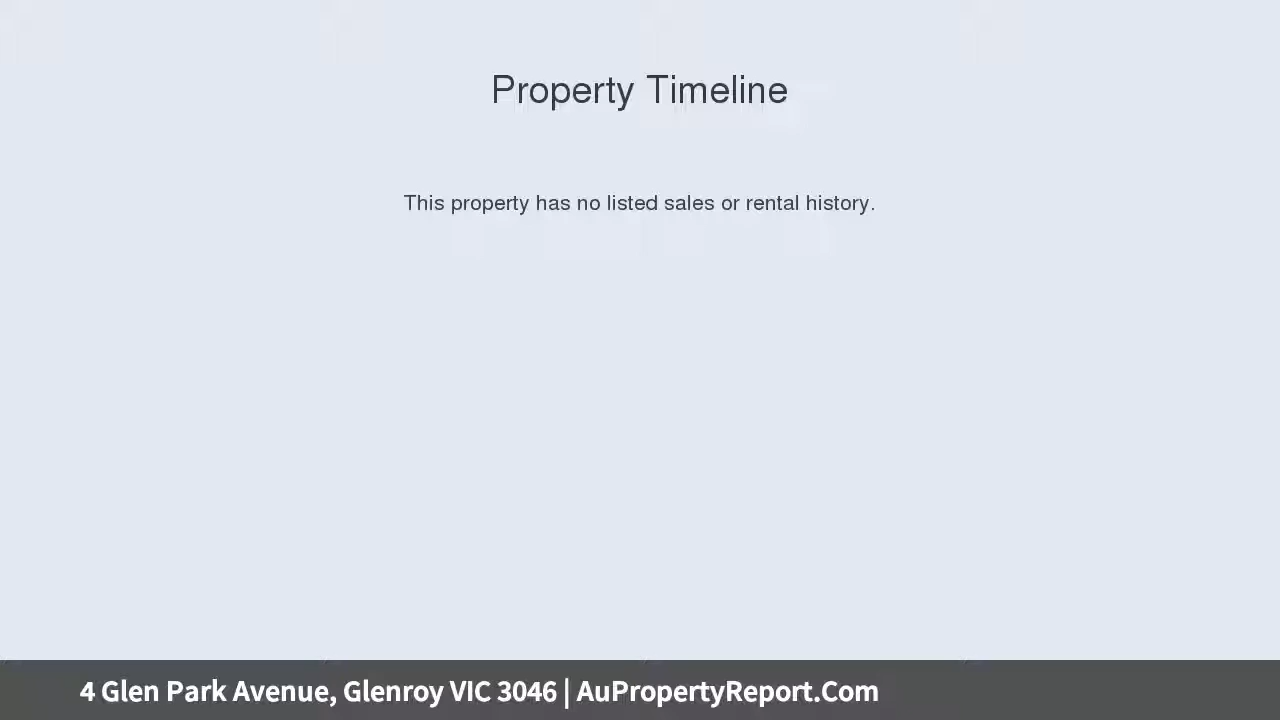 Property Timeline
This property has no listed sales or rental history.
4 Glen Park Avenue, Glenroy VIC 3046 | AuPropertyReport.Com